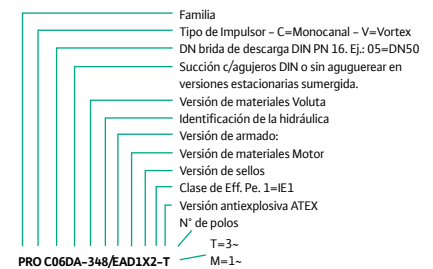 Familia
Tipo de Impulsor – C=Monocanal – V=Vortex
DN brida de descarga DIN PN 16. Ej.: 05=DN50
Succión c/agujeros DIN o sin aguguerear en
versiones estacionarias sumergida.
Versión de materiales Voluta
Identificación de la hidráulica
Versión de armado:
Versión de materiales Motor
Versión de sellos
Clase de Eff. Pe. 1=IE1
Versión antiexplosiva ATEX
N° de polos
T=3~
PRO C06DA–348/EAD1X2–T
M=1~